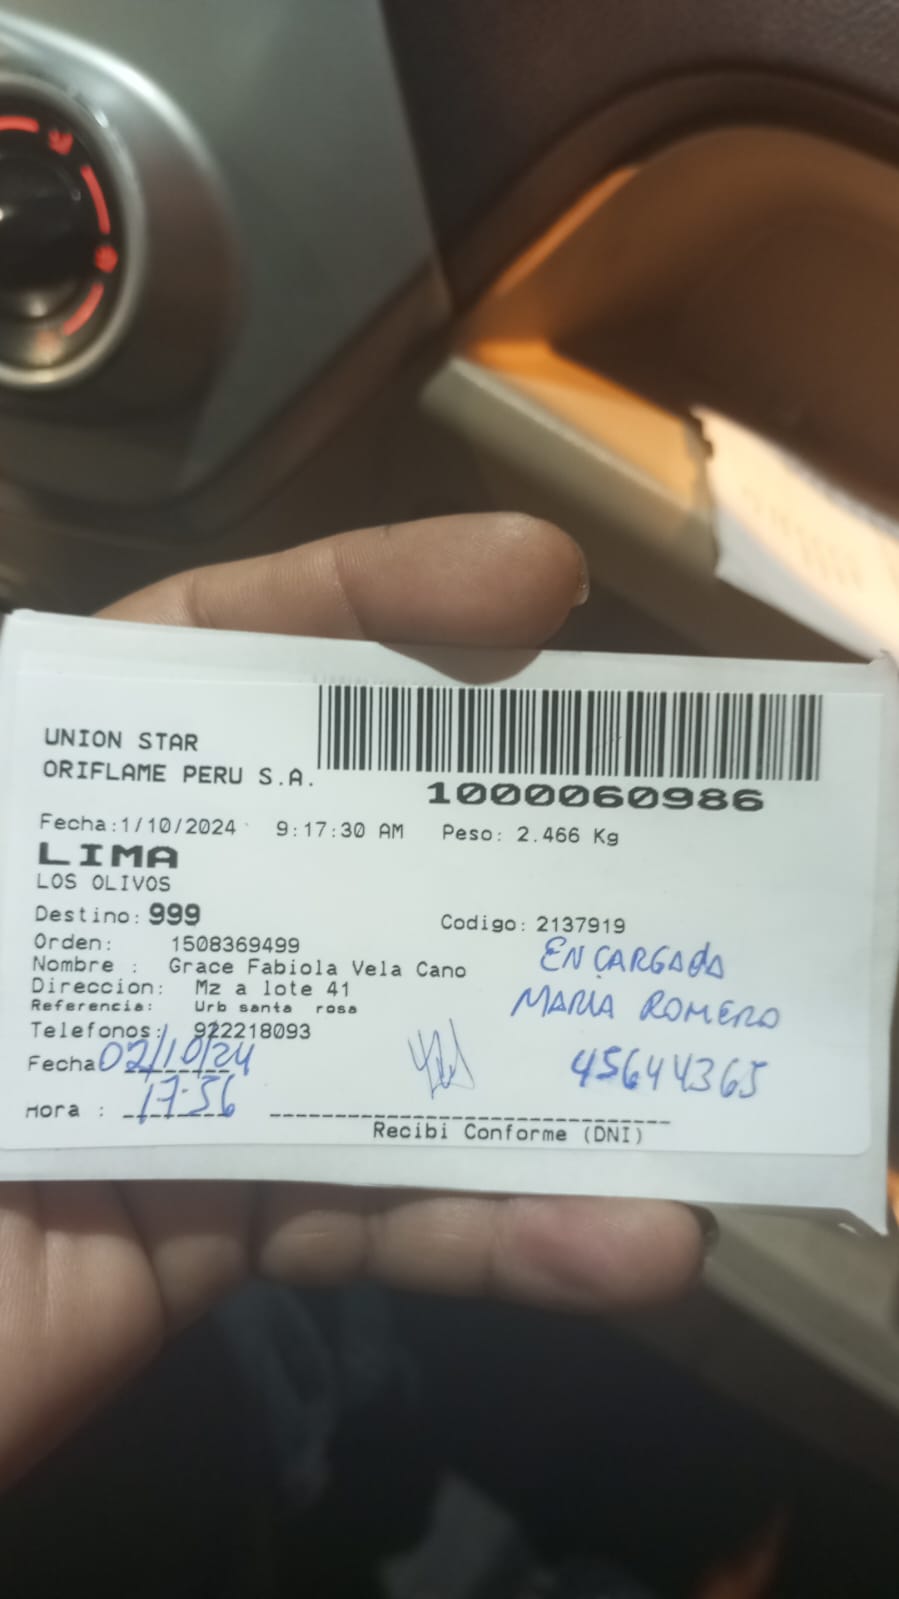 UNION STAR
ORIFLAME PERU S.A.
1000060986
Fecha:1/10/2024 9:17:30 AM Peso: 2.466 Kg
LIMA
LOS OLIVOS
Destino: 999
Codigo: 2137919
Orden: 1508369499
Nombre : Grace Fabiola Vela Cano
Direccion: Mz a lote 41
Referencia: Urb santa rosa
Telefonos: 922218093
ENCARGADA
MARIA ROMERO
45644365
Fecha 02/10/24
Hora : 17:56
Recibi Conforme (DNI)